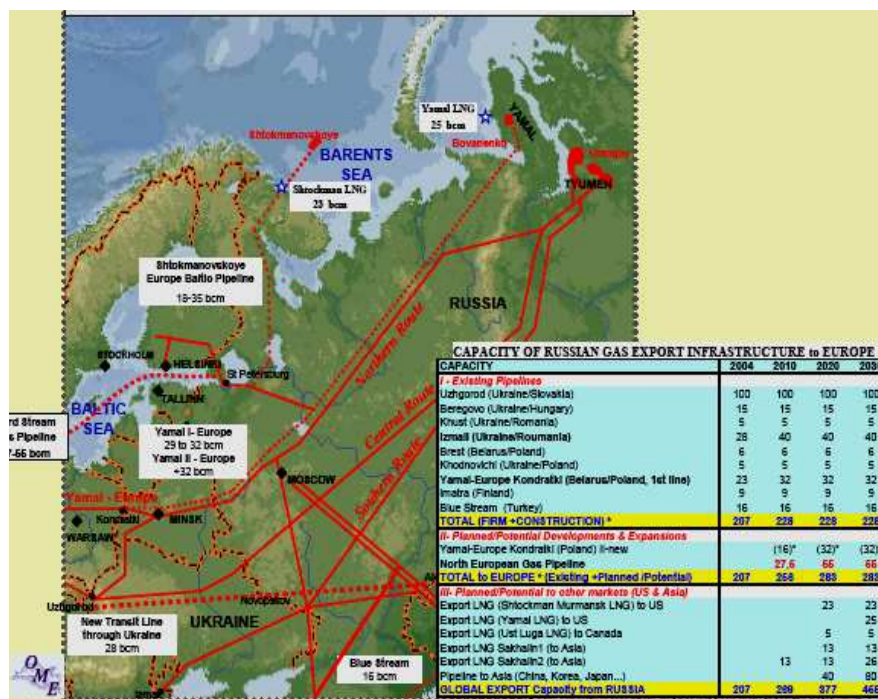 Yamal LNG
25 bcm
YAMAL
Shtokmanovskoye
Bovanenko
BARENTS
SEA
TYUMEN
Shtockman LNG
23 bcm
Shtokmanovskoye
Europe Baltic Pipeline
18-35 bcm
RUSSIA
Northern Route
STOCKHOLM
HELSINKI
St Petersburg
TALLINN
BALTIC
SEA
rd Stream
s Pipeline
7-55 bcm
Yamal I- Europe
29 to 32 bcm
Yamal II - Europe
+32 bcm
Central Route
Southern Route
MOSCOW
Yamal - Europe
Kondratki
MINSK
WARSAW
Uzhgorod
Novopskov
New Transit Line
through Ukraine
28 bcm
UKRAINE
Blue Stream
16 bcm
OME
CAPACITY OF RUSSIAN GAS EXPORT INFRASTRUCTURE to EUROPE
CAPACITY 2004 2010 2020 203
I - Existing Pipelines
Uzhgorod (Ukraine/Slovakia) 100 100 100 100
Beregovo (Ukraine/Hungary) 15 15 15 15
Khust (Ukraine/Romania) 5 5 5 5
Izmail (Ukraine/Roumania) 28 40 40 40
Brest (Belarus/Poland) 6 6 6 6
Khodnovichi (Ukraine/Poland) 5 5 5 5
Yamal-Europe Kondratki (Belarus/Poland, 1st line) 23 32 32 32
Imatra (Finland) 9 9 9 9
Blue Stream (Turkey) 16 16 16 16
TOTAL (FIRM +CONSTRUCTION) * 207 228 228 228
II- Planned/Potential Developments & Expansions
Yamal-Europe Kondratki (Poland) II-new (16)* (32)* (32)
North European Gas Pipeline 27,5 55 55
TOTAL to EUROPE * (Existing +Planned /Potential) 207 256 283 283
III- Planned/Potential to other markets (US & Asia)
Export LNG (Shtockman Murmansk LNG) to US 23 23
Export LNG (Yamal LNG) to US 25
Export LNG (Ust Luga LNG) to Canada 5 5
Export LNG Sakhalin1 (to Asia) 13 13
Export LNG Sakhalin2 (to Asia) 13 13 26
Pipeline to Asia (China, Korea, Japan...) 40 80
GLOBAL EXPORT Capacity from RUSSIA 207 269 377